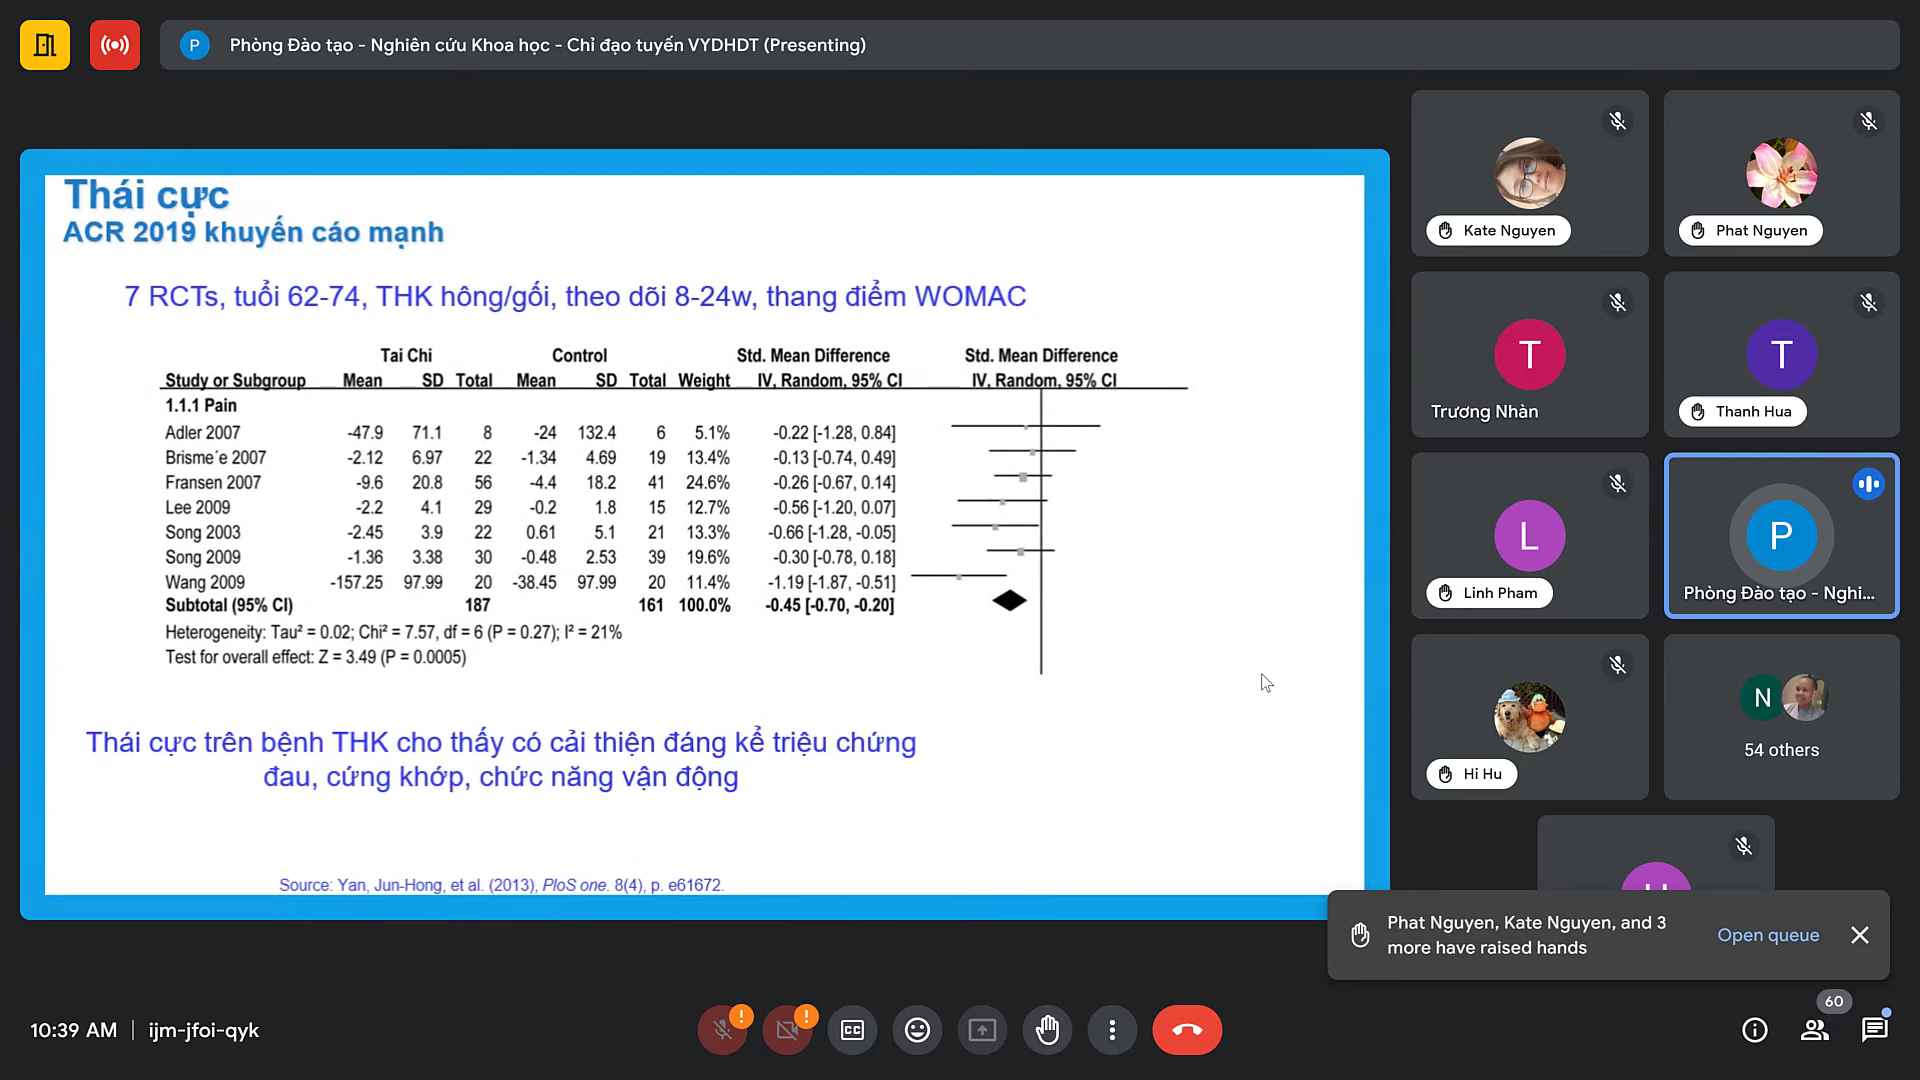 P Phòng Đào tạo - Nghiên cứu Khoa học - Chỉ đạo tuyến VYDHDT (Presenting)
Thái cực
ACR 2019 khuyến cáo mạnh
7 RCTs, tuổi 62-74, THK hông/gối, theo dõi 8-24w, thang điểm WOMAC
Tai Chi Control Std. Mean Difference Std. Mean Difference
Study or Subgroup Mean SD Total Mean SD Total Weight IV, Random, 95% CI IV, Random, 95% CI
1.1.1 Pain
Adler 2007 -47.9 71.1 8 -24 132.4 6 5.1% -0.22 [-1.28, 0.84]
Brisme´e 2007 -2.12 6.97 22 -1.34 4.69 19 13.4% -0.13 [-0.74, 0.49]
Fransen 2007 -9.6 20.8 56 -4.4 18.2 41 24.6% -0.26 [-0.67, 0.14]
Lee 2009 -2.2 4.1 29 -0.2 1.8 15 12.7% -0.56 [-1.20, 0.07]
Song 2003 -2.45 3.9 22 0.61 5.1 21 13.3% -0.66 [-1.28, -0.05]
Song 2009 -1.36 3.38 30 -0.48 2.53 39 19.6% -0.30 [-0.78, 0.18]
Wang 2009 -157.25 97.99 20 -38.45 97.99 20 11.4% -1.19 [-1.87, -0.51]
Subtotal (95% CI) 187 161 100.0% -0.45 [-0.70, -0.20]
Heterogeneity: Tau² = 0.02; Chi² = 7.57, df = 6 (P = 0.27); I² = 21%
Test for overall effect: Z = 3.49 (P = 0.0005)
Thái cực trên bệnh THK cho thấy có cải thiện đáng kể triệu chứng
đau, cứng khớp, chức năng vận động
Source: Yan, Jun-Hong, et al. (2013), PloS one. 8(4), p. e61672.
Kate Nguyen
Phat Nguyen
T
Trương Nhàn
T
Thanh Hua
L
Linh Pham
P
Phòng Đào tạo - Nghi...
Hi Hu
N
54 others
Phat Nguyen, Kate Nguyen, and 3
more have raised hands
Open queue
10:39 AM
ijm-jfoi-qyk
CC
60